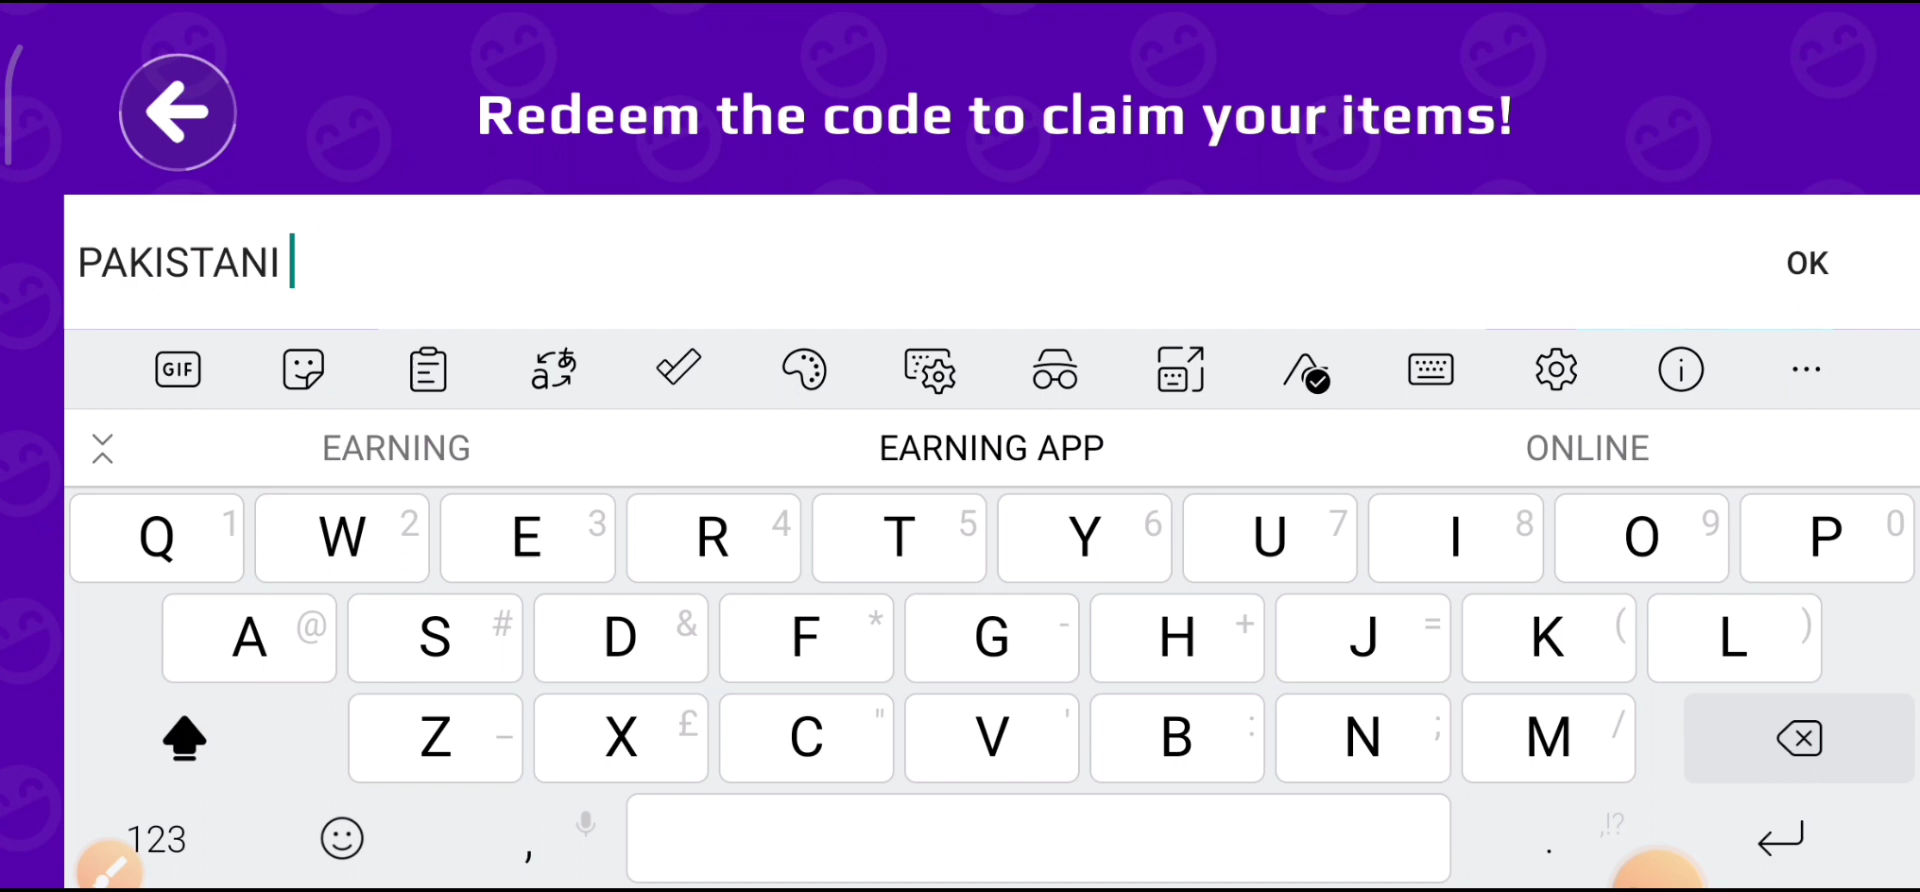 Redeem the code to claim your items!
PAKISTANI
OK
GIF
EARNING EARNING APP ONLINE
Q 1 W 2 E 3 R 4 T 5 Y 6 U 7 I 8 O 9 P 0
A @ S # D & F * G - H + J = K ( L )
Z _ X £ C " V ' B : N ; M /
123 , . ,!?